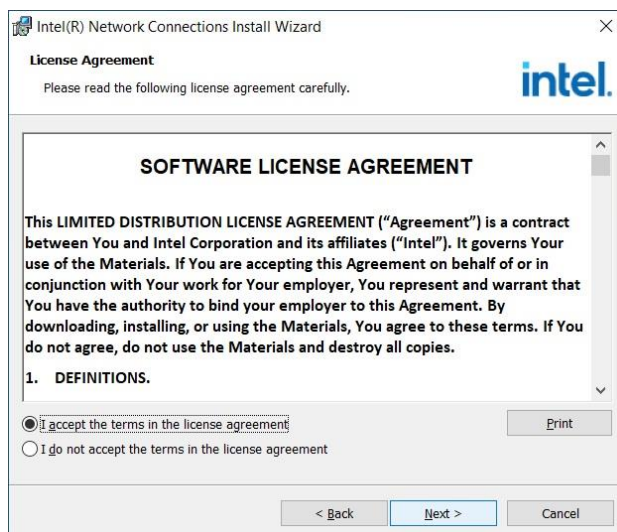 Intel(R) Network Connections Install Wizard
License Agreement
Please read the following license agreement carefully.
intel.
SOFTWARE LICENSE AGREEMENT
This LIMITED DISTRIBUTION LICENSE AGREEMENT (“Agreement”) is a contract
between You and Intel Corporation and its affiliates (“Intel”). It governs Your
use of the Materials. If You are accepting this Agreement on behalf of or in
conjunction with Your work for Your employer, You represent and warrant that
You have the authority to bind your employer to this Agreement. By
downloading, installing, or using the Materials, You agree to these terms. If You
do not agree, do not use the Materials and destroy all copies.
1. DEFINITIONS.
I accept the terms in the license agreement
Print
I do not accept the terms in the license agreement
< Back
Next >
Cancel